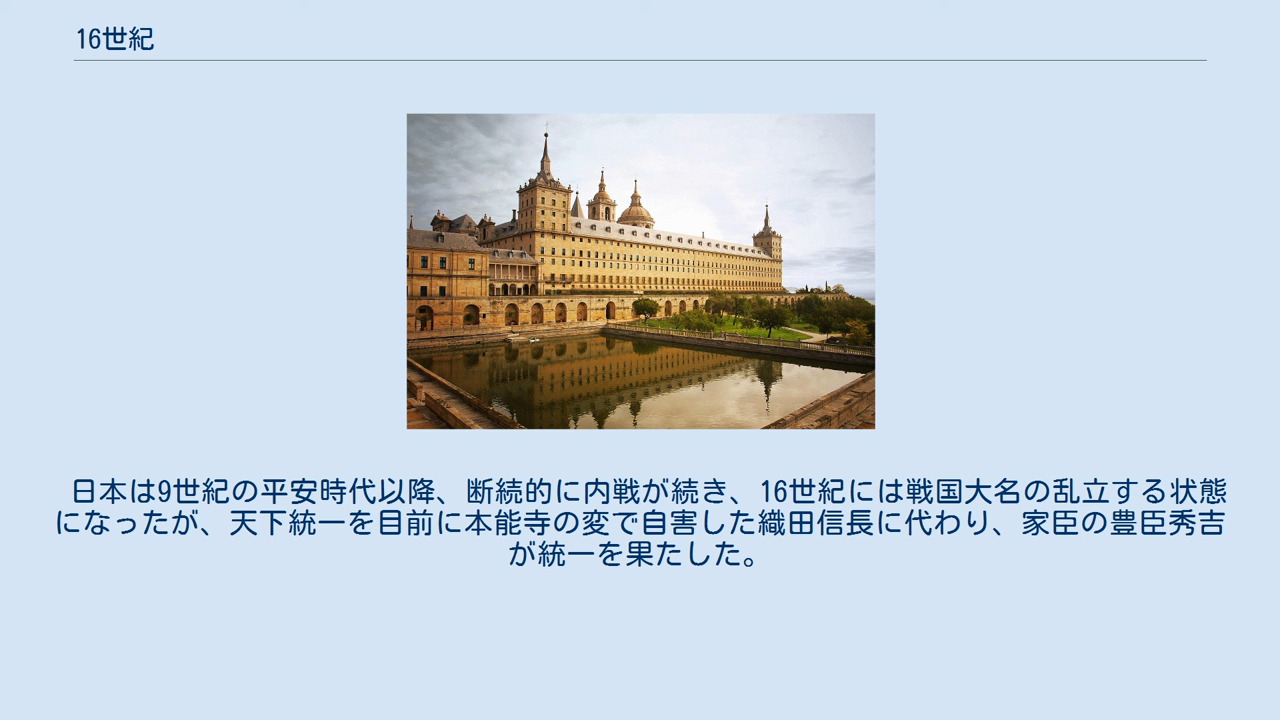 16世紀
日本は9世紀の平安時代以降、断続的に内戦が続き、16世紀には戦国大名の乱立する状態
になったが、天下統一を目前に本能寺の変で自害した織田信長に代わり、家臣の豊臣秀吉
が統一を果たした。